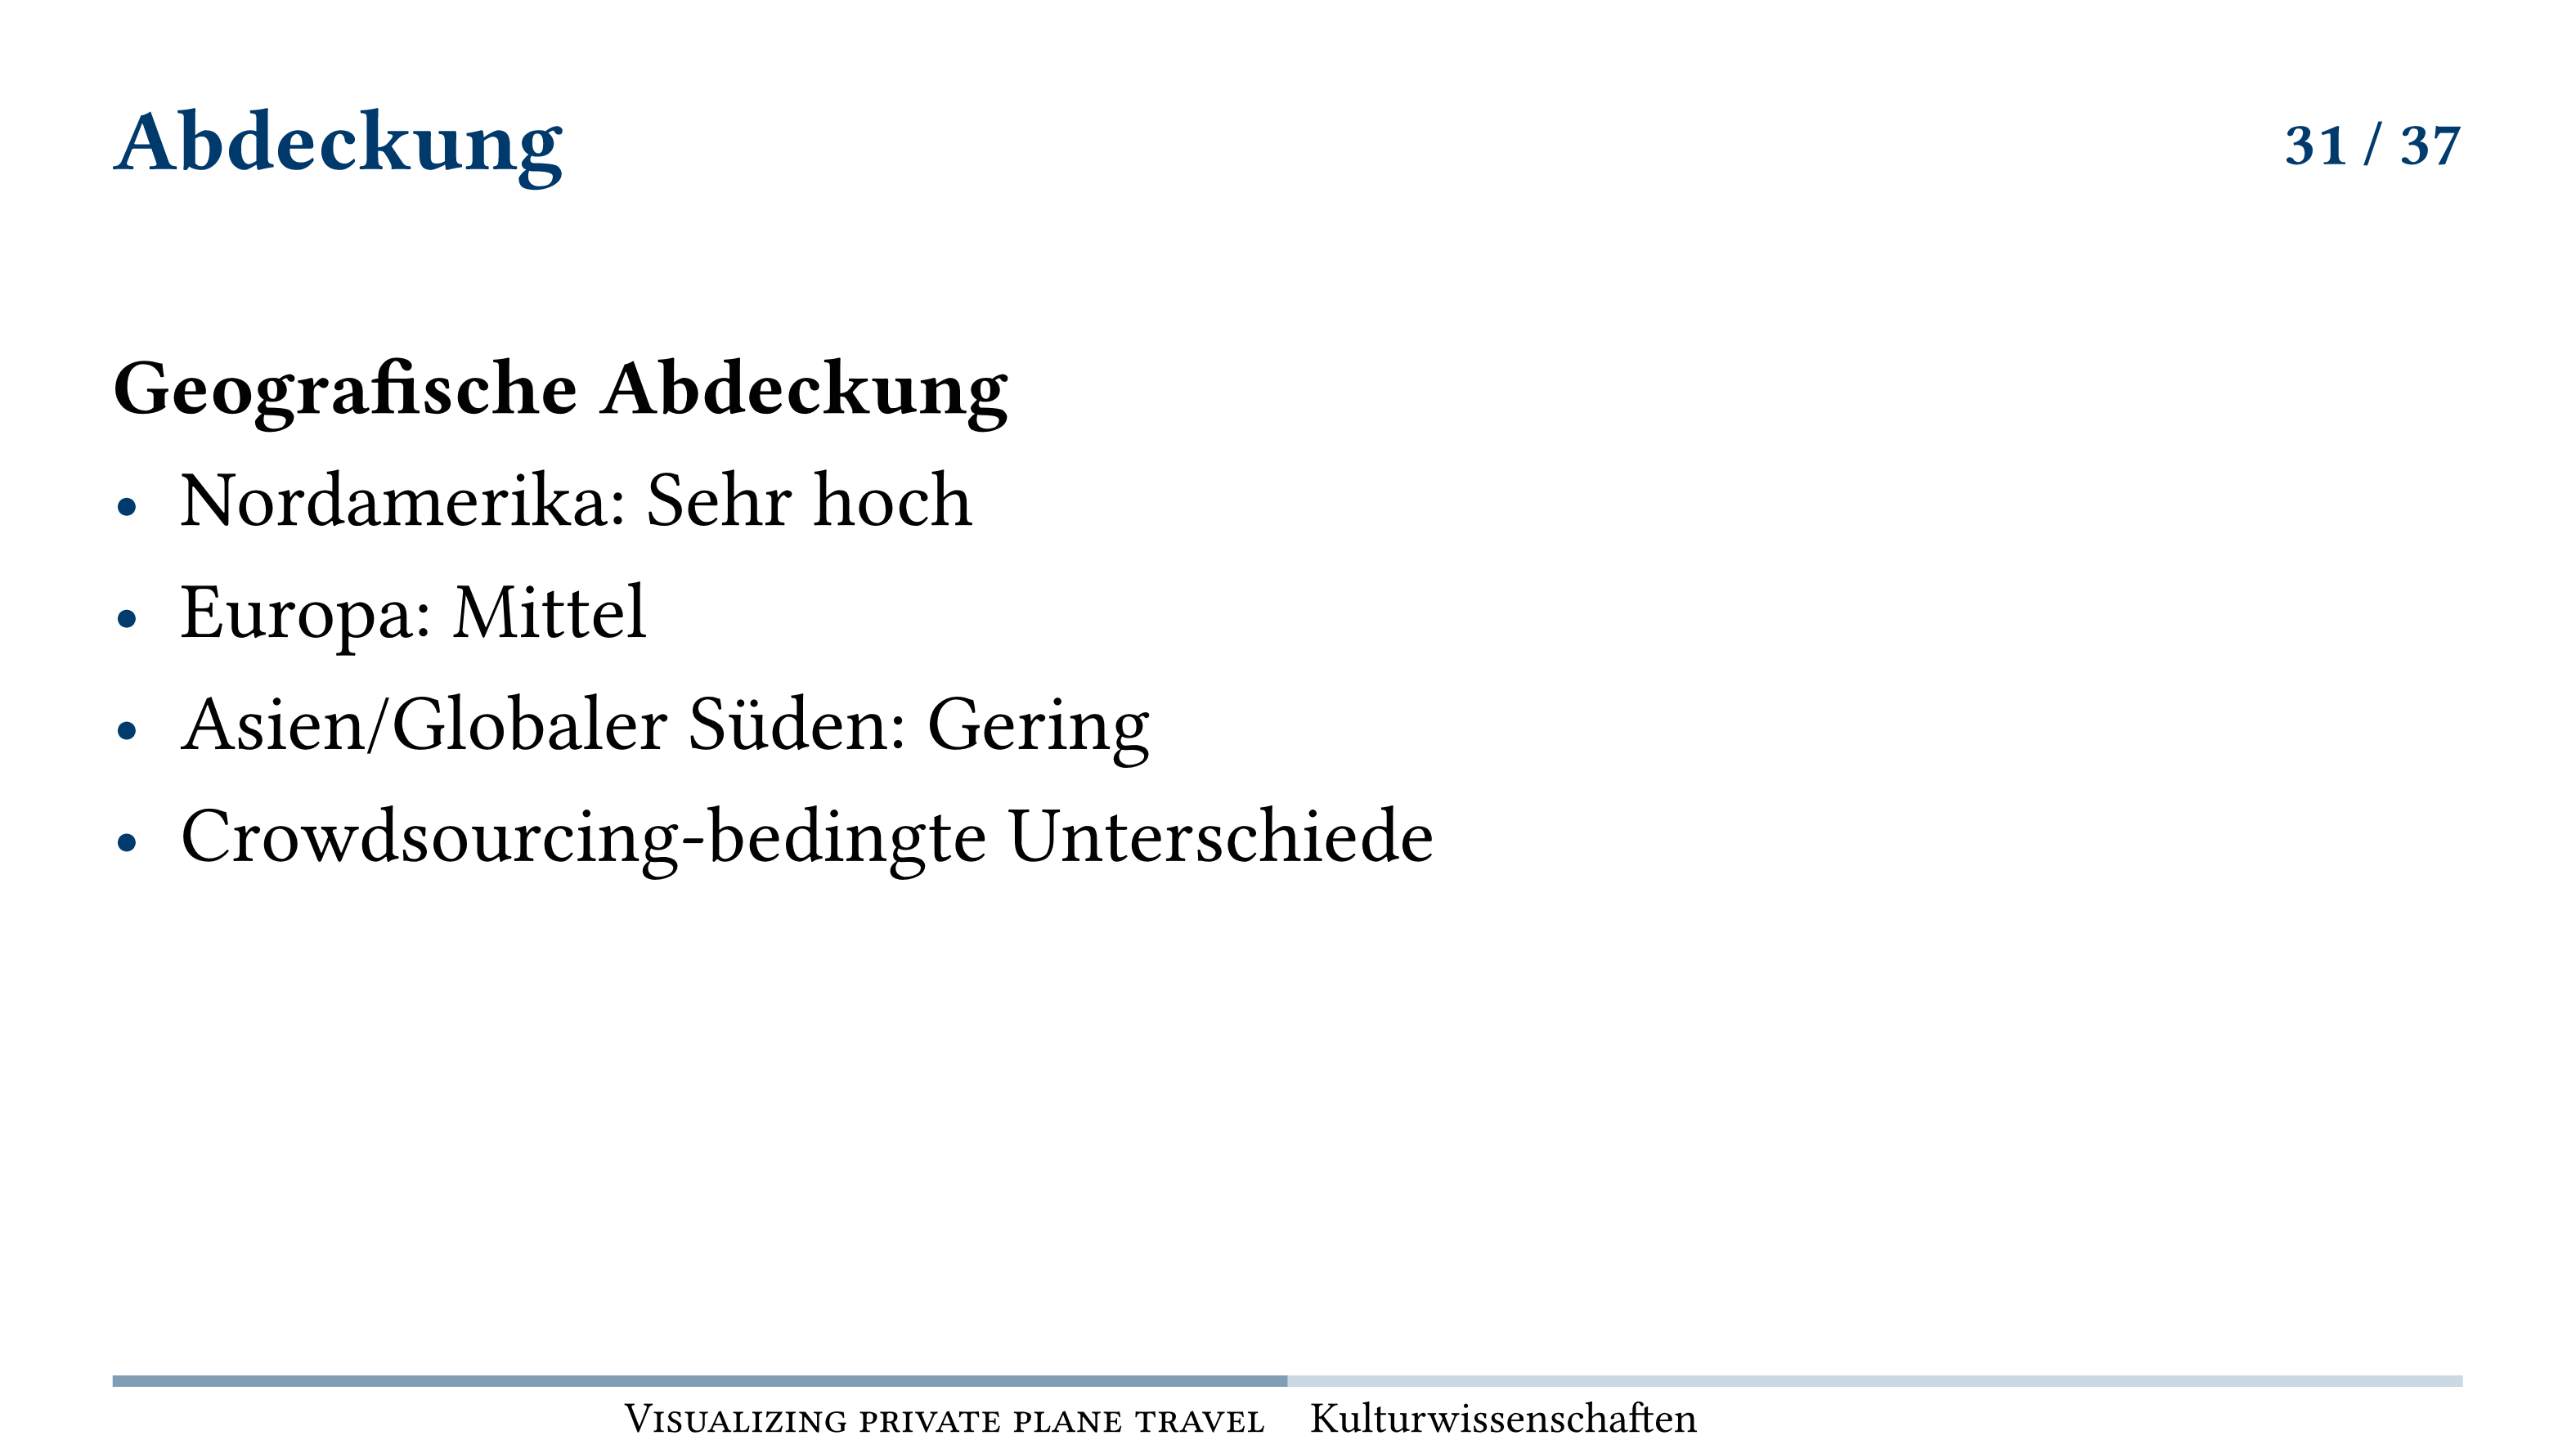 Abdeckung
31 / 37
Geografische Abdeckung
• Nordamerika: Sehr hoch
• Europa: Mittel
• Asien/Globaler Süden: Gering
• Crowdsourcing-bedingte Unterschiede
Visualizing private plane travel Kulturwissenschaften